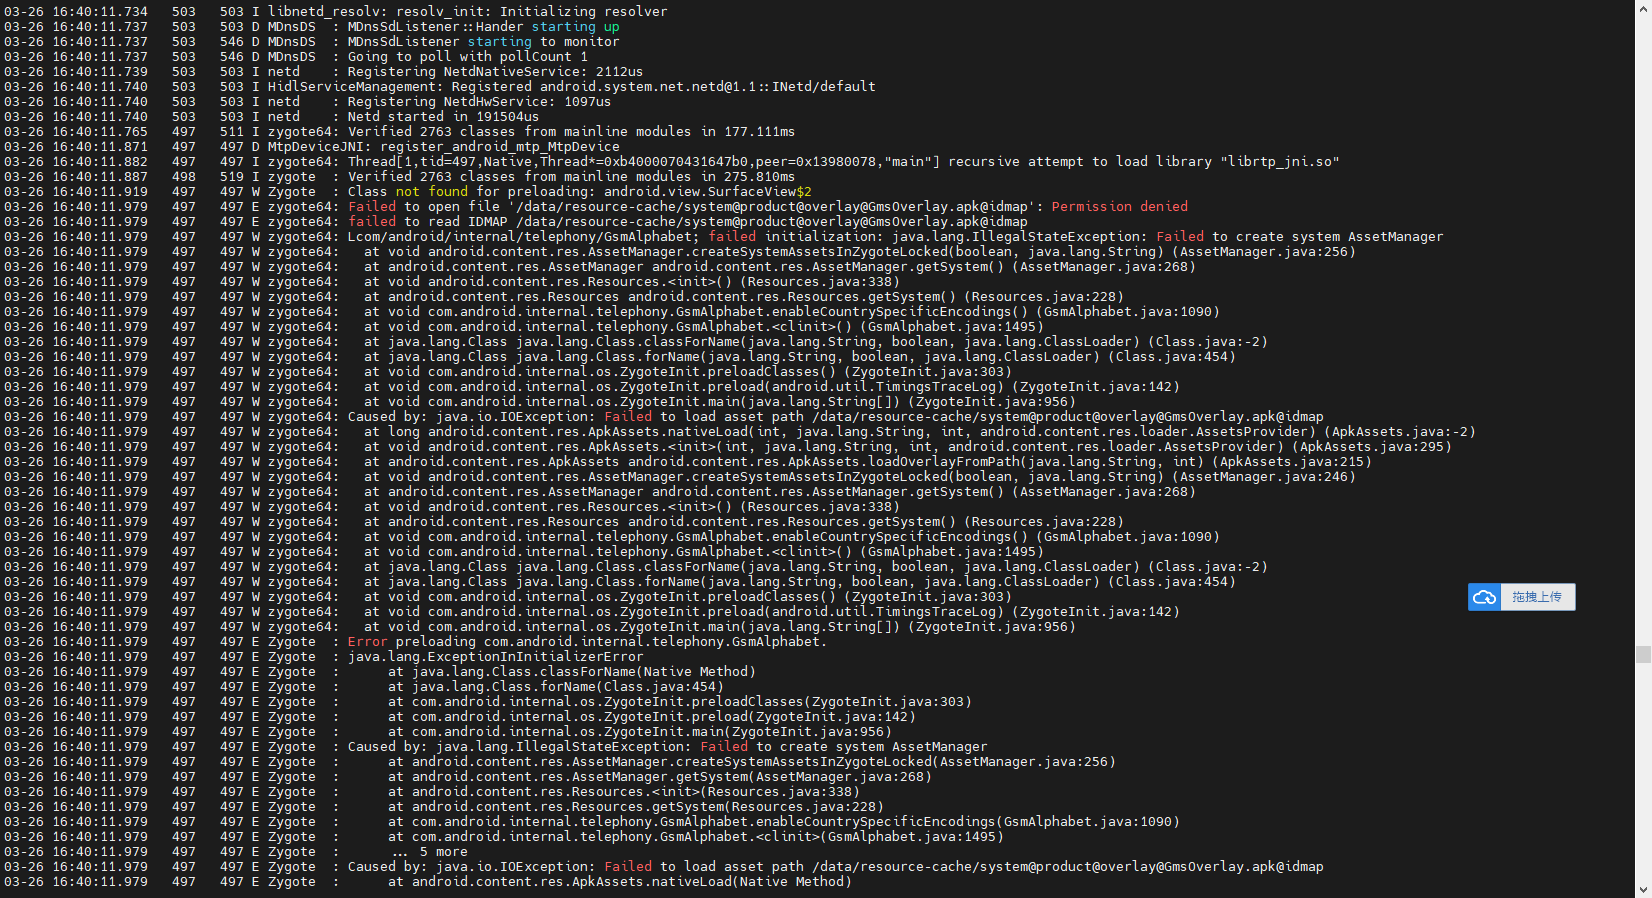 03-26 16:40:11.734   503   503 I libnetd_resolv: resolv_init: Initializing resolver
03-26 16:40:11.737   503   503 D MDnsDS  : MDnsSdListener::Hander starting up
03-26 16:40:11.737   503   546 D MDnsDS  : MDnsSdListener starting to monitor
03-26 16:40:11.737   503   546 D MDnsDS  : Going to poll with pollCount 1
03-26 16:40:11.739   503   503 I netd    : Registering NetdNativeService: 2112us
03-26 16:40:11.740   503   503 I HidlServiceManagement: Registered android.system.net.netd@1.1::INetd/default
03-26 16:40:11.740   503   503 I netd    : Registering NetdHwService: 1097us
03-26 16:40:11.740   503   503 I netd    : Netd started in 191504us
03-26 16:40:11.765   497   511 I zygote64: Verified 2763 classes from mainline modules in 177.111ms
03-26 16:40:11.871   497   497 D MtpDeviceJNI: register_android_mtp_MtpDevice
03-26 16:40:11.882   497   497 I zygote64: Thread[1,tid=497,Native,Thread*=0xb4000070431647b0,peer=0x13980078,"main"] recursive attempt to load library "librtp_jni.so"
03-26 16:40:11.887   498   519 I zygote  : Verified 2763 classes from mainline modules in 275.810ms
03-26 16:40:11.919   497   497 W Zygote  : Class not found for preloading: android.view.SurfaceView$2
03-26 16:40:11.979   497   497 E zygote64: Failed to open file '/data/resource-cache/system@product@overlay@GmsOverlay.apk@idmap': Permission denied
03-26 16:40:11.979   497   497 E zygote64: failed to read IDMAP /data/resource-cache/system@product@overlay@GmsOverlay.apk@idmap
03-26 16:40:11.979   497   497 W zygote64: Lcom/android/internal/telephony/GsmAlphabet; failed initialization: java.lang.IllegalStateException: Failed to create system AssetManager
03-26 16:40:11.979   497   497 W zygote64:   at void android.content.res.AssetManager.createSystemAssetsInZygoteLocked(boolean, java.lang.String) (AssetManager.java:256)
03-26 16:40:11.979   497   497 W zygote64:   at android.content.res.AssetManager android.content.res.AssetManager.getSystem() (AssetManager.java:268)
03-26 16:40:11.979   497   497 W zygote64:   at void android.content.res.Resources.<init>() (Resources.java:338)
03-26 16:40:11.979   497   497 W zygote64:   at android.content.res.Resources android.content.res.Resources.getSystem() (Resources.java:228)
03-26 16:40:11.979   497   497 W zygote64:   at void com.android.internal.telephony.GsmAlphabet.enableCountrySpecificEncodings() (GsmAlphabet.java:1090)
03-26 16:40:11.979   497   497 W zygote64:   at void com.android.internal.telephony.GsmAlphabet.<clinit>() (GsmAlphabet.java:1495)
03-26 16:40:11.979   497   497 W zygote64:   at java.lang.Class java.lang.Class.classForName(java.lang.String, boolean, java.lang.ClassLoader) (Class.java:-2)
03-26 16:40:11.979   497   497 W zygote64:   at java.lang.Class java.lang.Class.forName(java.lang.String, boolean, java.lang.ClassLoader) (Class.java:454)
03-26 16:40:11.979   497   497 W zygote64:   at void com.android.internal.os.ZygoteInit.preloadClasses() (ZygoteInit.java:303)
03-26 16:40:11.979   497   497 W zygote64:   at void com.android.internal.os.ZygoteInit.preload(android.util.TimingsTraceLog) (ZygoteInit.java:142)
03-26 16:40:11.979   497   497 W zygote64:   at void com.android.internal.os.ZygoteInit.main(java.lang.String[]) (ZygoteInit.java:956)
03-26 16:40:11.979   497   497 W zygote64: Caused by: java.io.IOException: Failed to load asset path /data/resource-cache/system@product@overlay@GmsOverlay.apk@idmap
03-26 16:40:11.979   497   497 W zygote64:   at long android.content.res.ApkAssets.nativeLoad(int, java.lang.String, int, android.content.res.loader.AssetsProvider) (ApkAssets.java:-2)
03-26 16:40:11.979   497   497 W zygote64:   at void android.content.res.ApkAssets.<init>(int, java.lang.String, int, android.content.res.loader.AssetsProvider) (ApkAssets.java:295)
03-26 16:40:11.979   497   497 W zygote64:   at android.content.res.ApkAssets android.content.res.ApkAssets.loadOverlayFromPath(java.lang.String, int) (ApkAssets.java:215)
03-26 16:40:11.979   497   497 W zygote64:   at void android.content.res.AssetManager.createSystemAssetsInZygoteLocked(boolean, java.lang.String) (AssetManager.java:246)
03-26 16:40:11.979   497   497 W zygote64:   at android.content.res.AssetManager android.content.res.AssetManager.getSystem() (AssetManager.java:268)
03-26 16:40:11.979   497   497 W zygote64:   at void android.content.res.Resources.<init>() (Resources.java:338)
03-26 16:40:11.979   497   497 W zygote64:   at android.content.res.Resources android.content.res.Resources.getSystem() (Resources.java:228)
03-26 16:40:11.979   497   497 W zygote64:   at void com.android.internal.telephony.GsmAlphabet.enableCountrySpecificEncodings() (GsmAlphabet.java:1090)
03-26 16:40:11.979   497   497 W zygote64:   at void com.android.internal.telephony.GsmAlphabet.<clinit>() (GsmAlphabet.java:1495)
03-26 16:40:11.979   497   497 W zygote64:   at java.lang.Class java.lang.Class.classForName(java.lang.String, boolean, java.lang.ClassLoader) (Class.java:-2)
03-26 16:40:11.979   497   497 W zygote64:   at java.lang.Class java.lang.Class.forName(java.lang.String, boolean, java.lang.ClassLoader) (Class.java:454)
03-26 16:40:11.979   497   497 W zygote64:   at void com.android.internal.os.ZygoteInit.preloadClasses() (ZygoteInit.java:303)
拖拽上传
03-26 16:40:11.979   497   497 W zygote64:   at void com.android.internal.os.ZygoteInit.preload(android.util.TimingsTraceLog) (ZygoteInit.java:142)
03-26 16:40:11.979   497   497 W zygote64:   at void com.android.internal.os.ZygoteInit.main(java.lang.String[]) (ZygoteInit.java:956)
03-26 16:40:11.979   497   497 E Zygote  : Error preloading com.android.internal.telephony.GsmAlphabet.
03-26 16:40:11.979   497   497 E Zygote  : java.lang.ExceptionInInitializerError
03-26 16:40:11.979   497   497 E Zygote  :      at java.lang.Class.classForName(Native Method)
03-26 16:40:11.979   497   497 E Zygote  :      at java.lang.Class.forName(Class.java:454)
03-26 16:40:11.979   497   497 E Zygote  :      at com.android.internal.os.ZygoteInit.preloadClasses(ZygoteInit.java:303)
03-26 16:40:11.979   497   497 E Zygote  :      at com.android.internal.os.ZygoteInit.preload(ZygoteInit.java:142)
03-26 16:40:11.979   497   497 E Zygote  :      at com.android.internal.os.ZygoteInit.main(ZygoteInit.java:956)
03-26 16:40:11.979   497   497 E Zygote  : Caused by: java.lang.IllegalStateException: Failed to create system AssetManager
03-26 16:40:11.979   497   497 E Zygote  :      at android.content.res.AssetManager.createSystemAssetsInZygoteLocked(AssetManager.java:256)
03-26 16:40:11.979   497   497 E Zygote  :      at android.content.res.AssetManager.getSystem(AssetManager.java:268)
03-26 16:40:11.979   497   497 E Zygote  :      at android.content.res.Resources.<init>(Resources.java:338)
03-26 16:40:11.979   497   497 E Zygote  :      at android.content.res.Resources.getSystem(Resources.java:228)
03-26 16:40:11.979   497   497 E Zygote  :      at com.android.internal.telephony.GsmAlphabet.enableCountrySpecificEncodings(GsmAlphabet.java:1090)
03-26 16:40:11.979   497   497 E Zygote  :      at com.android.internal.telephony.GsmAlphabet.<clinit>(GsmAlphabet.java:1495)
03-26 16:40:11.979   497   497 E Zygote  :      ... 5 more
03-26 16:40:11.979   497   497 E Zygote  : Caused by: java.io.IOException: Failed to load asset path /data/resource-cache/system@product@overlay@GmsOverlay.apk@idmap
03-26 16:40:11.979   497   497 E Zygote  :      at android.content.res.ApkAssets.nativeLoad(Native Method)